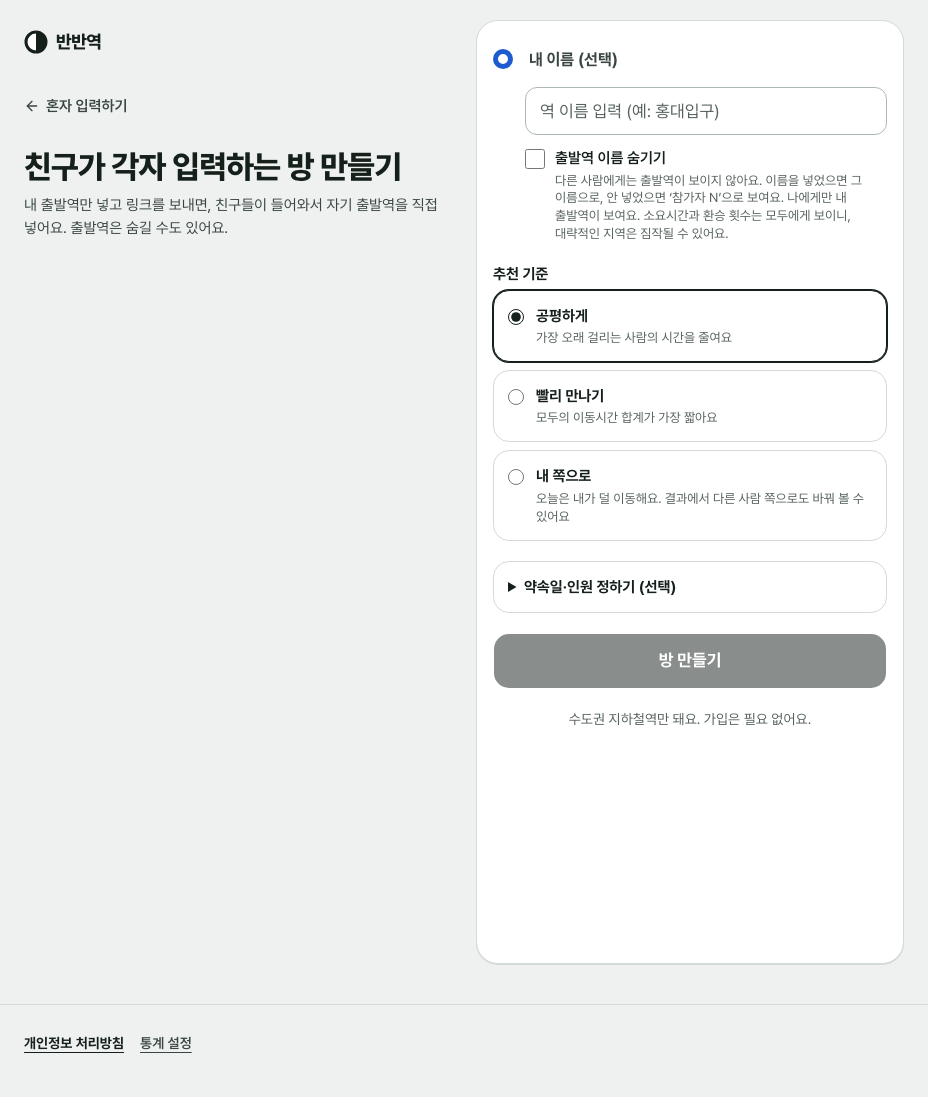 반반역
혼자 입력하기
친구가 각자 입력하는 방 만들기
내 출발역만 넣고 링크를 보내면, 친구들이 들어와서 자기 출발역을 직접
넣어요. 출발역은 숨길 수도 있어요.
내 이름 (선택)
역 이름 입력 (예: 홍대입구)
출발역 이름 숨기기
다른 사람에게는 출발역이 보이지 않아요. 이름을 넣었으면 그
이름으로, 안 넣었으면 ‘참가자 N’으로 보여요. 나에게만 내
출발역이 보여요. 소요시간과 환승 횟수는 모두에게 보이니,
대략적인 지역은 짐작될 수 있어요.
추천 기준
공평하게
가장 오래 걸리는 사람의 시간을 줄여요
빨리 만나기
모두의 이동시간 합계가 가장 짧아요
내 쪽으로
오늘은 내가 덜 이동해요. 결과에서 다른 사람 쪽으로도 바꿔 볼 수
있어요
약속일·인원 정하기 (선택)
방 만들기
수도권 지하철역만 돼요. 가입은 필요 없어요.
개인정보 처리방침 통계 설정